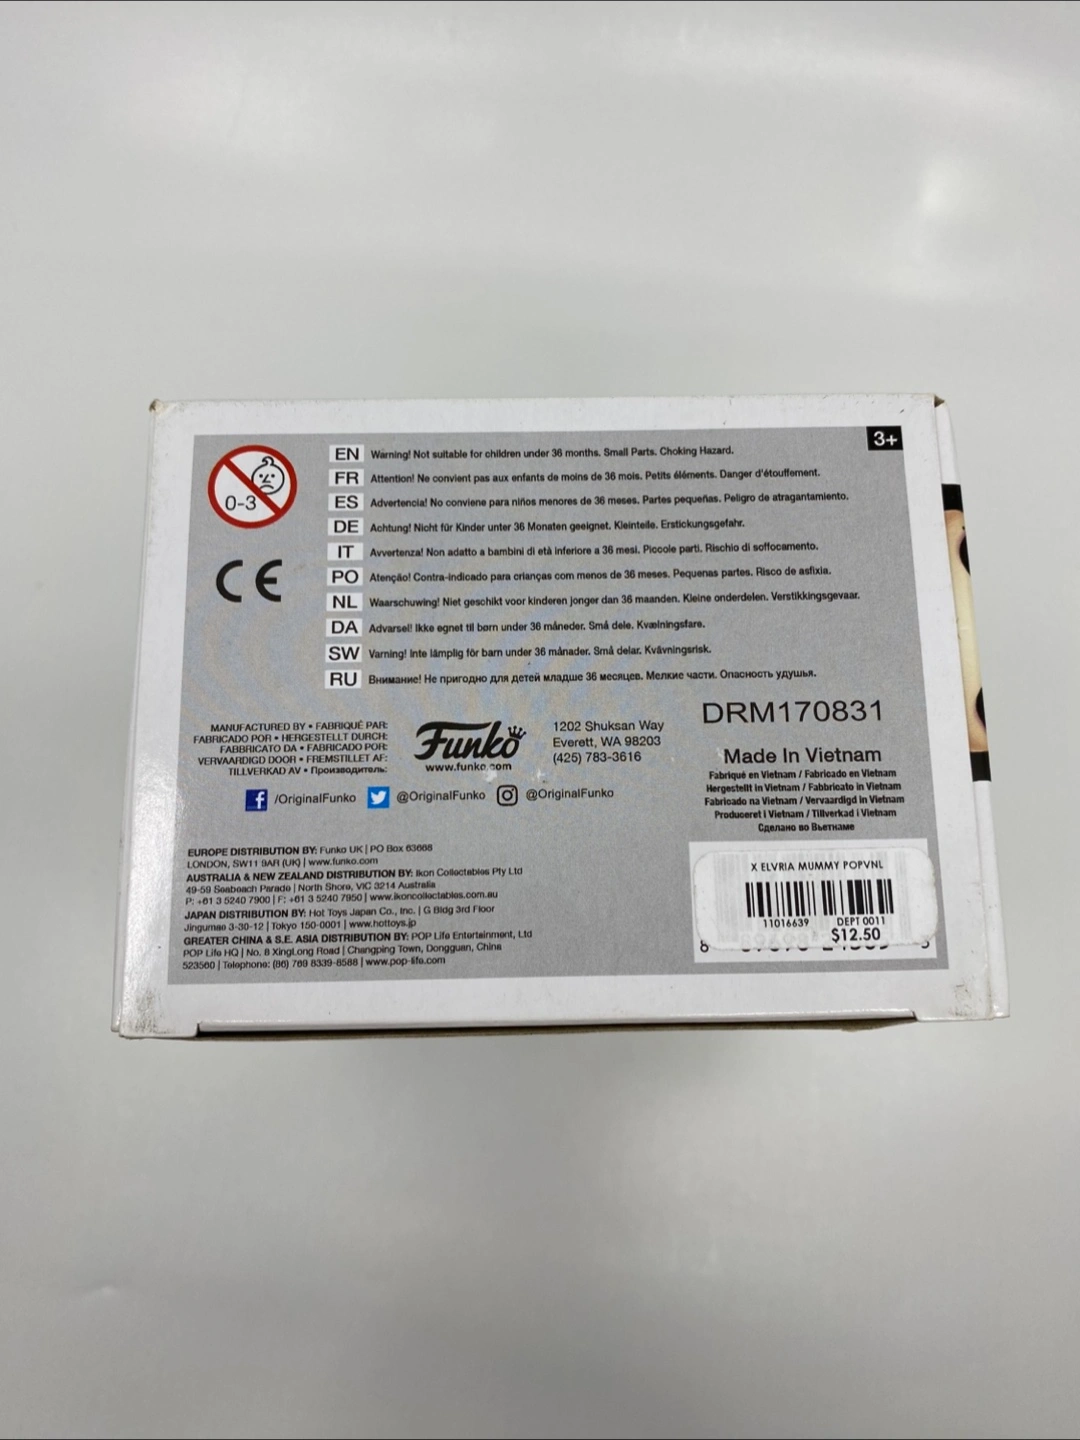 3+
0-3
EN Warning! Not suitable for children under 36 months. Small Parts. Choking Hazard.
FR Attention! Ne convient pas aux enfants de moins de 36 mois. Petits éléments. Danger d'étouffement.
ES Advertencia! No conviene para niños menores de 36 meses. Partes pequeñas. Peligro de atragantamiento.
DE Achtung! Nicht für Kinder unter 36 Monaten geeignet. Kleinteile. Erstickungsgefahr.
IT Avvertenza! Non adatto a bambini di età inferiore a 36 mesi. Piccole parti. Rischio di soffocamento.
PO Atenção! Contra-indicado para crianças com menos de 36 meses. Pequenas partes. Risco de asfixia.
NL Waarschuwing! Niet geschikt voor kinderen jonger dan 36 maanden. Kleine onderdelen. Verstikkingsgevaar.
DA Advarsel! Ikke egnet til børn under 36 måneder. Små dele. Kvælningsfare.
SW Varning! Inte lämplig för barn under 36 månader. Små delar. Kvävningsrisk.
RU Внимание! Не пригодно для детей младше 36 месяцев. Мелкие части. Опасность удушья.
CE
MANUFACTURED BY • FABRIQUÉ PAR:
FABRICADO POR • HERGESTELLT DURCH:
FABBRICATO DA • FABRICADO POR:
VERVAARDIGD DOOR • FREMSTILLET AF:
TILLVERKAD AV • Производитель:
Funko
www.funko.com
1202 Shuksan Way
Everett, WA 98203
(425) 783-3616
/OriginalFunko @OriginalFunko @OriginalFunko
DRM170831
Made In Vietnam
Fabriqué en Vietnam / Fabricado en Vietnam
Hergestellt in Vietnam / Fabbricato in Vietnam
Fabricado na Vietnam / Vervaardigd in Vietnam
Produceret i Vietnam / Tillverkad i Vietnam
Сделано во Вьетнаме
EUROPE DISTRIBUTION BY: Funko UK | PO Box 63668
LONDON, SW11 9AR (UK) | www.funko.com
AUSTRALIA & NEW ZEALAND DISTRIBUTION BY: Ikon Collectables Pty Ltd
49-59 Seabeach Parade | North Shore, VIC 3214 Australia
P: +61 3 5240 7900 | F: +61 3 5240 7950 | www.ikoncollectables.com.au
JAPAN DISTRIBUTION BY: Hot Toys Japan Co., Inc. | G Bldg 3rd Floor
Jingumae 3-30-12 | Tokyo 150-0001 | www.hottoys.jp
GREATER CHINA & S.E. ASIA DISTRIBUTION BY: POP Life Entertainment, Ltd
POP Life HQ | No. 8 XingLong Road | Changping Town, Dongguan, China
523560 | Telephone: (86) 769 8339-8588 | www.pop-life.com
X ELVRIA MUMMY POPVNL
11016639 DEPT 0011
$12.50
8